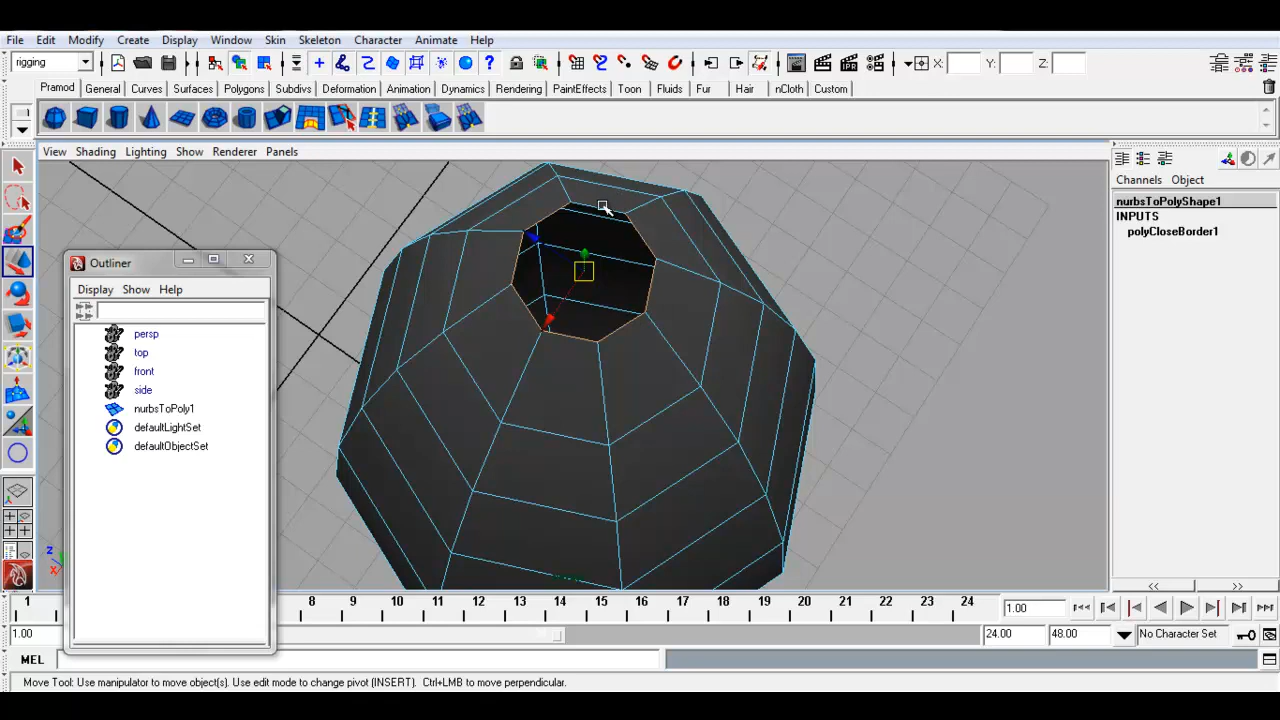 File Edit Modify Create Display Window Skin Skeleton Character Animate Help
rigging X: Y: Z:
Pramod General Curves Surfaces Polygons Subdivs Deformation Animation Dynamics Rendering PaintEffects Toon Fluids Fur Hair nCloth Custom
View Shading Lighting Show Renderer Panels
Channels Object
nurbsToPolyShape1
INPUTS
polyCloseBorder1
Outliner
Display Show Help
persp
top
front
side
nurbsToPoly1
defaultLightSet
defaultObjectSet
z
x
1 8 9 10 11 12 13 14 15 16 17 18 19 20 21 22 23 24 1.00
1.00 24.00 48.00 No Character Set
MEL
Move Tool: Use manipulator to move object(s). Use edit mode to change pivot (INSERT). Ctrl+LMB to move perpendicular.